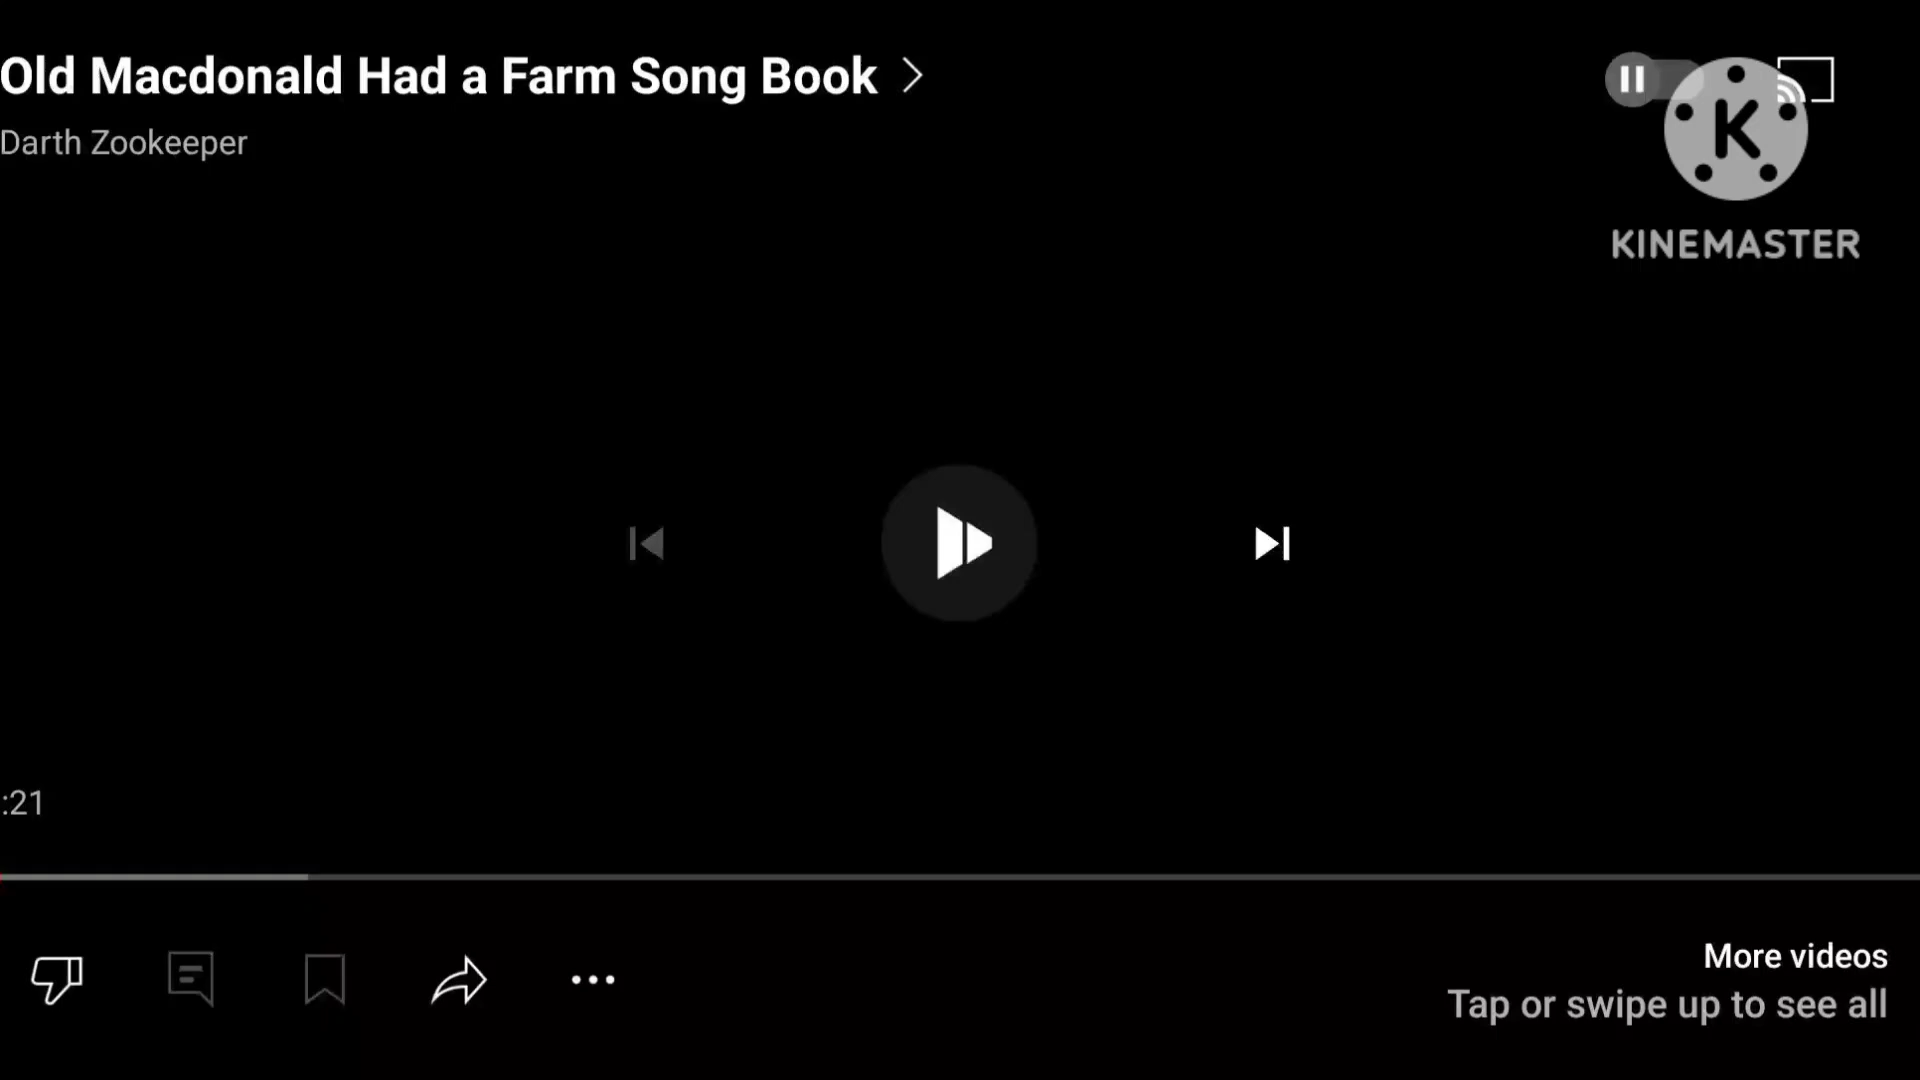 Old Macdonald Had a Farm Song Book
Darth Zookeeper
K
KINEMASTER
:21
More videos
Tap or swipe up to see all